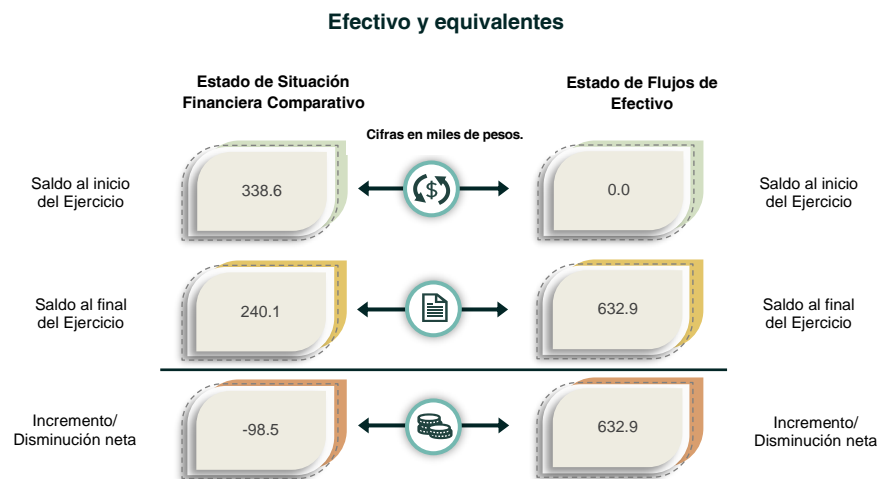 Efectivo y equivalentes
Estado de Situación
Financiera Comparativo
Estado de Flujos de
Efectivo
Cifras en miles de pesos.
Saldo al inicio
del Ejercicio
338.6
$
0.0
Saldo al inicio
del Ejercicio
Saldo al final
del Ejercicio
240.1
632.9
Saldo al final
del Ejercicio
Incremento/
Disminución neta
-98.5
632.9
Incremento/
Disminución neta